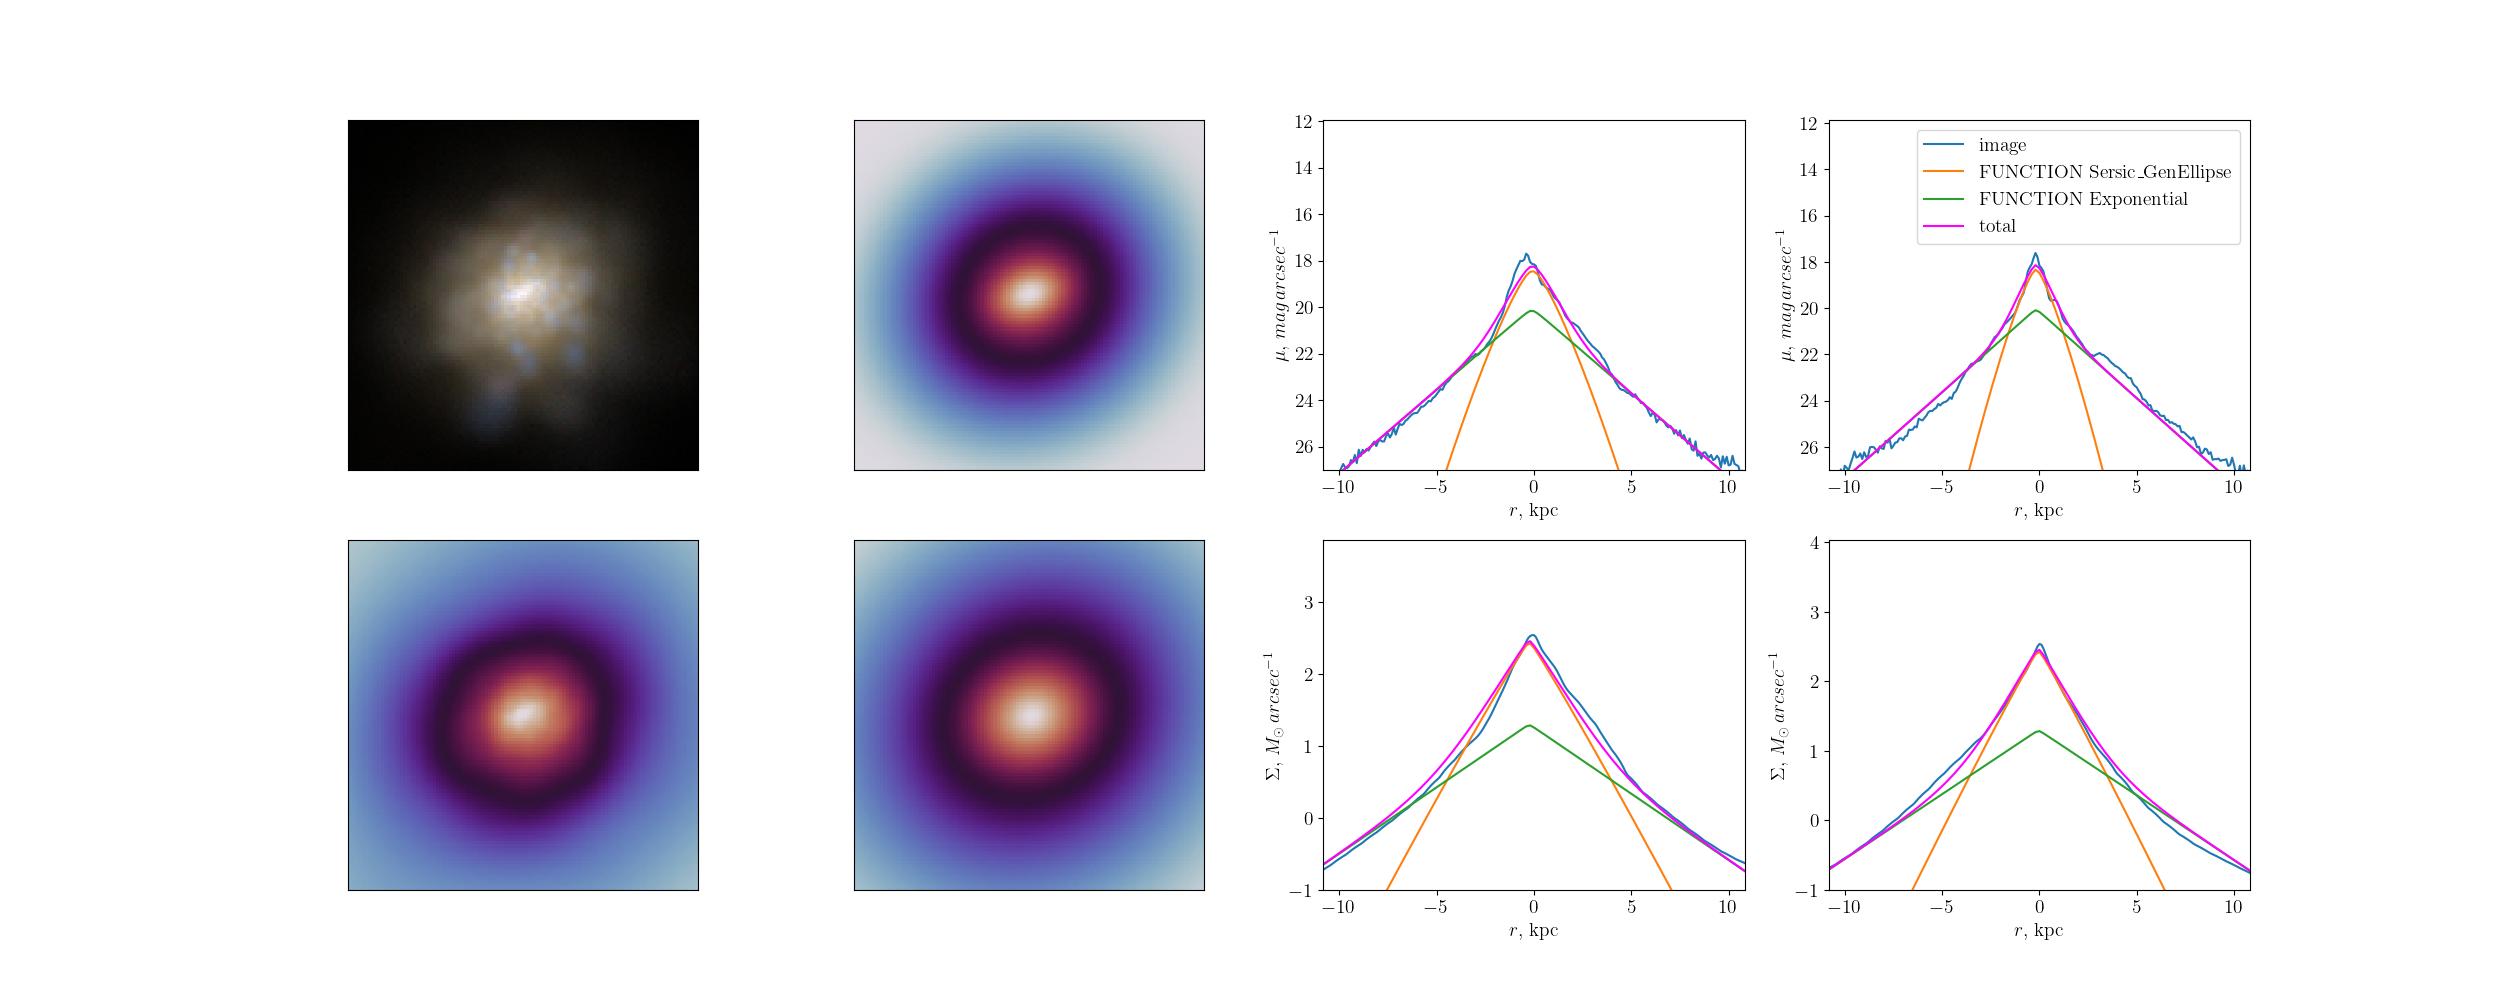 12
14
16
18
20
22
24
26
μ, mag arcsec⁻¹
−10 −5 0 5 10
r, kpc
12
14
16
18
20
22
24
26
μ, mag arcsec⁻¹
image
FUNCTION Sersic_GenEllipse
FUNCTION Exponential
total
−10 −5 0 5 10
r, kpc
3
2
1
0
−1
Σ, M⊙ arcsec⁻¹
−10 −5 0 5 10
r, kpc
4
3
2
1
0
−1
Σ, M⊙ arcsec⁻¹
−10 −5 0 5 10
r, kpc